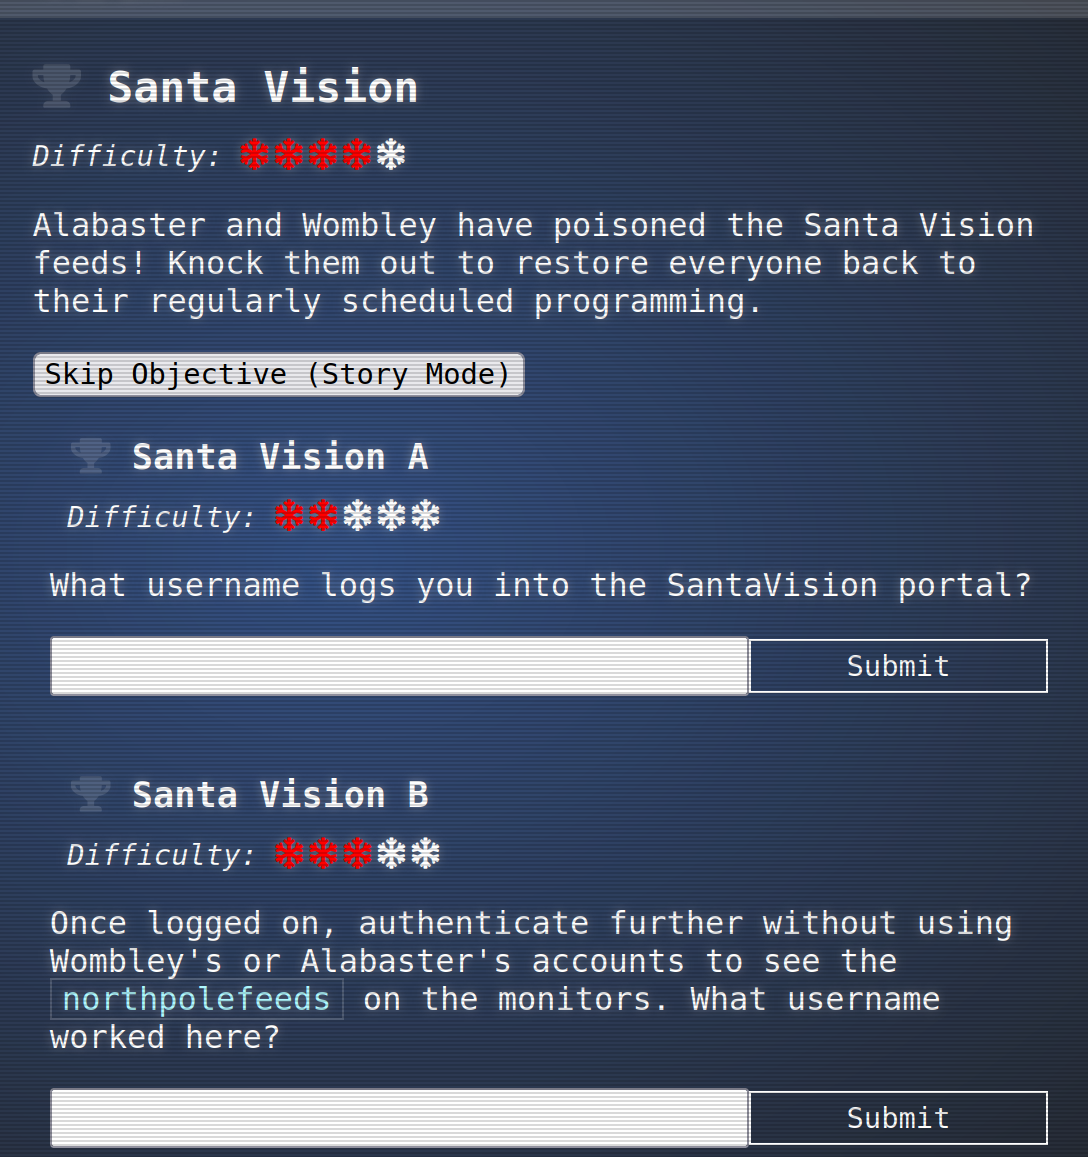 Santa Vision
Difficulty:
Alabaster and Wombley have poisoned the Santa Vision
feeds! Knock them out to restore everyone back to
their regularly scheduled programming.
Skip Objective (Story Mode)
Santa Vision A
Difficulty:
What username logs you into the SantaVision portal?
Submit
Santa Vision B
Difficulty:
Once logged on, authenticate further without using
Wombley's or Alabaster's accounts to see the
northpolefeeds on the monitors. What username
worked here?
Submit